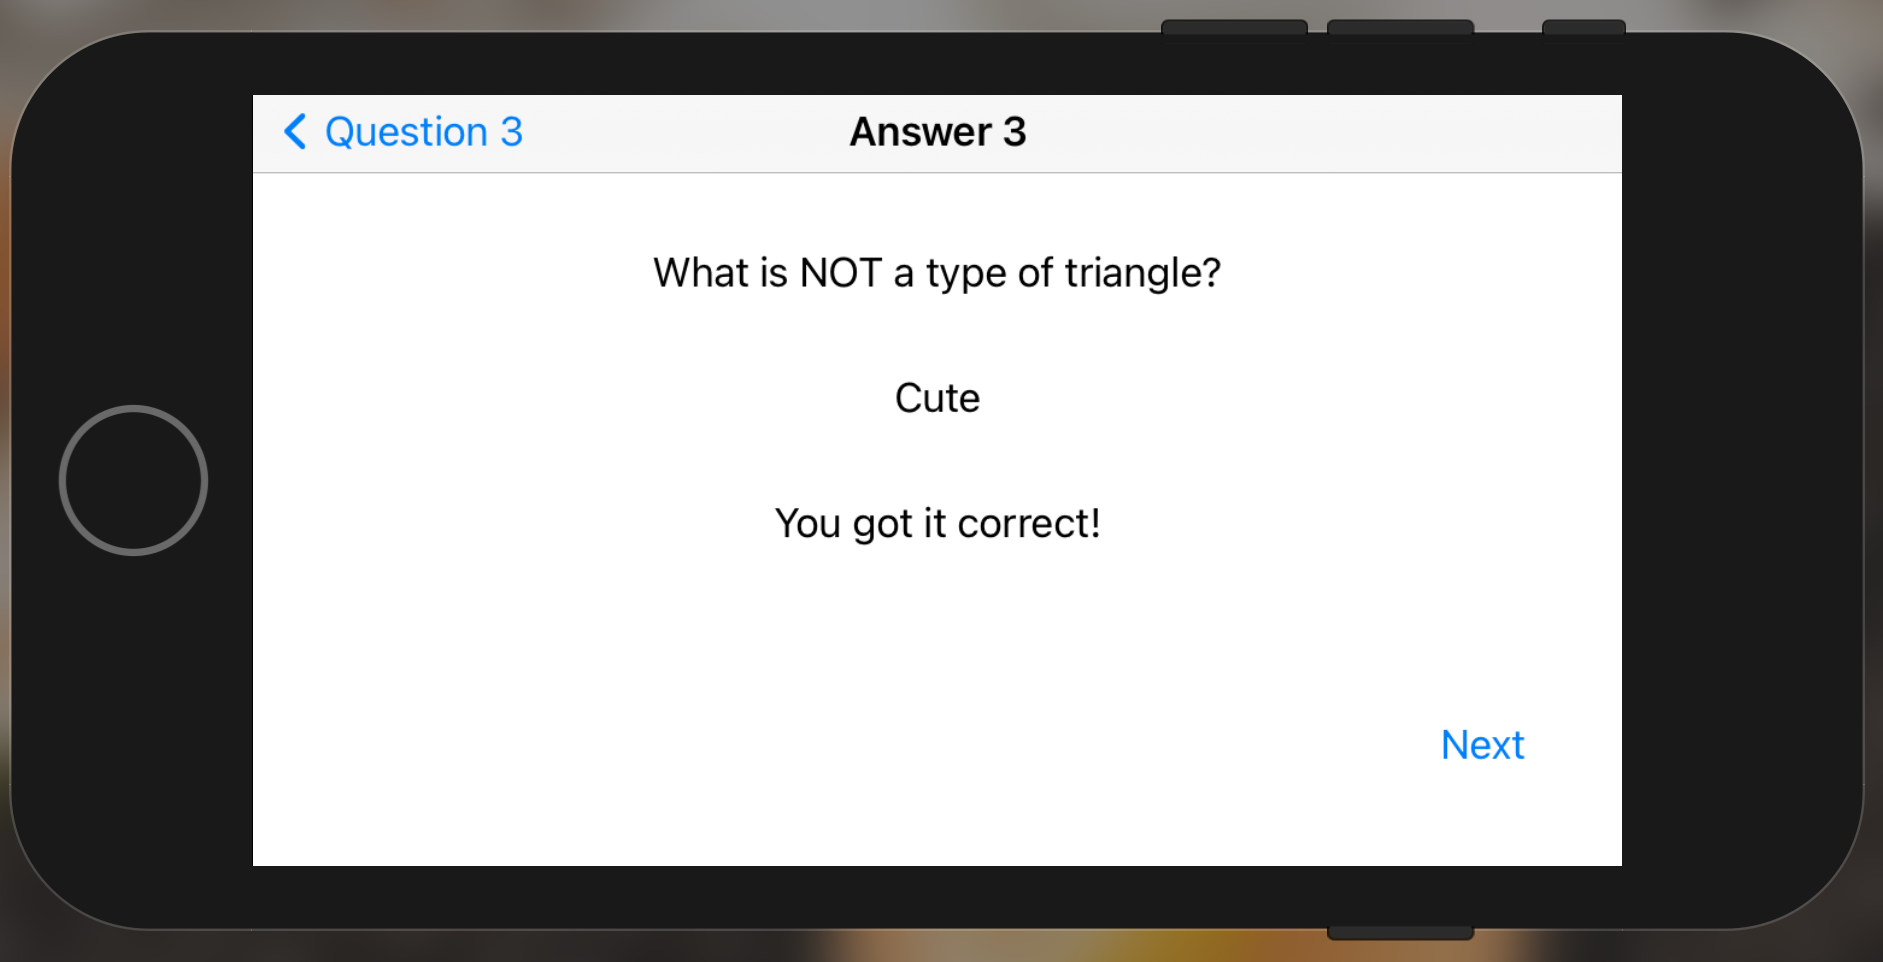 Question 3
Answer 3
What is NOT a type of triangle?
Cute
You got it correct!
Next